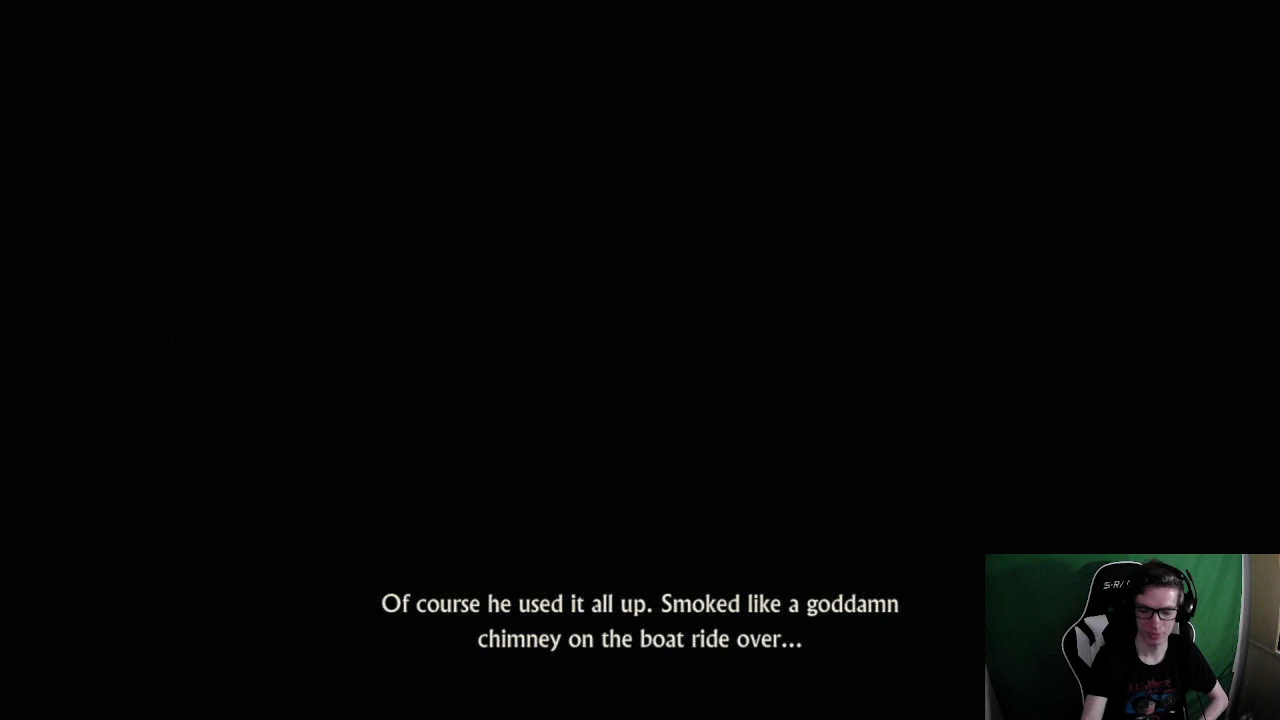 Of course he used it all up. Smoked like a goddamn
chimney on the boat ride over...